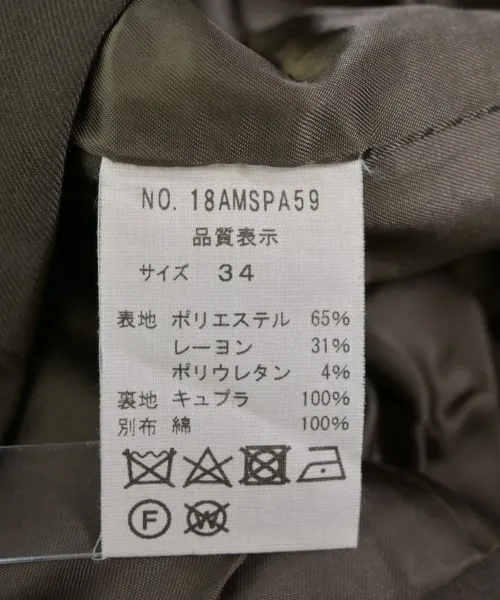 NO. 18AMSPA59
品質表示
サイズ 34
表地 ポリエステル 65%
レーヨン 31%
ポリウレタン 4%
裏地 キュプラ 100%
別布 綿 100%
F W